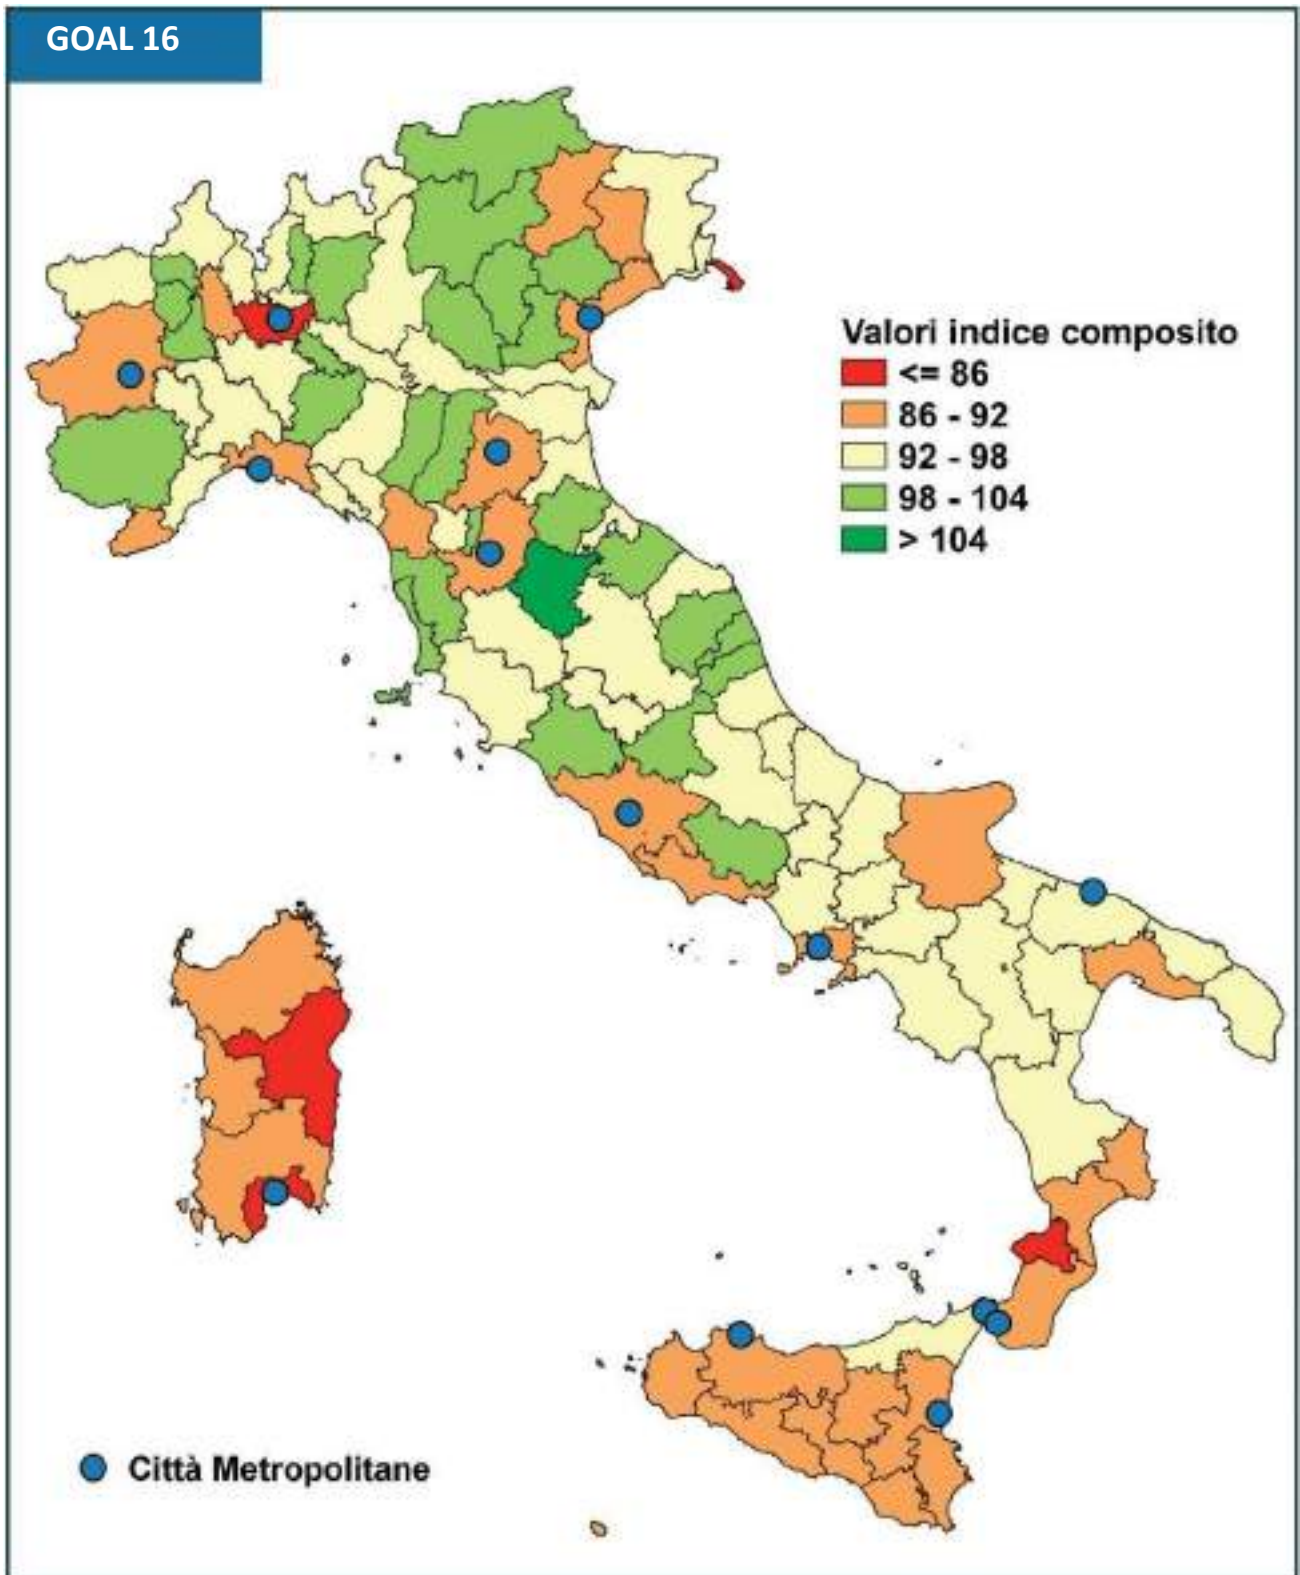 GOAL 16
Valori indice composito
<= 86
86 - 92
92 - 98
98 - 104
> 104
Città Metropolitane